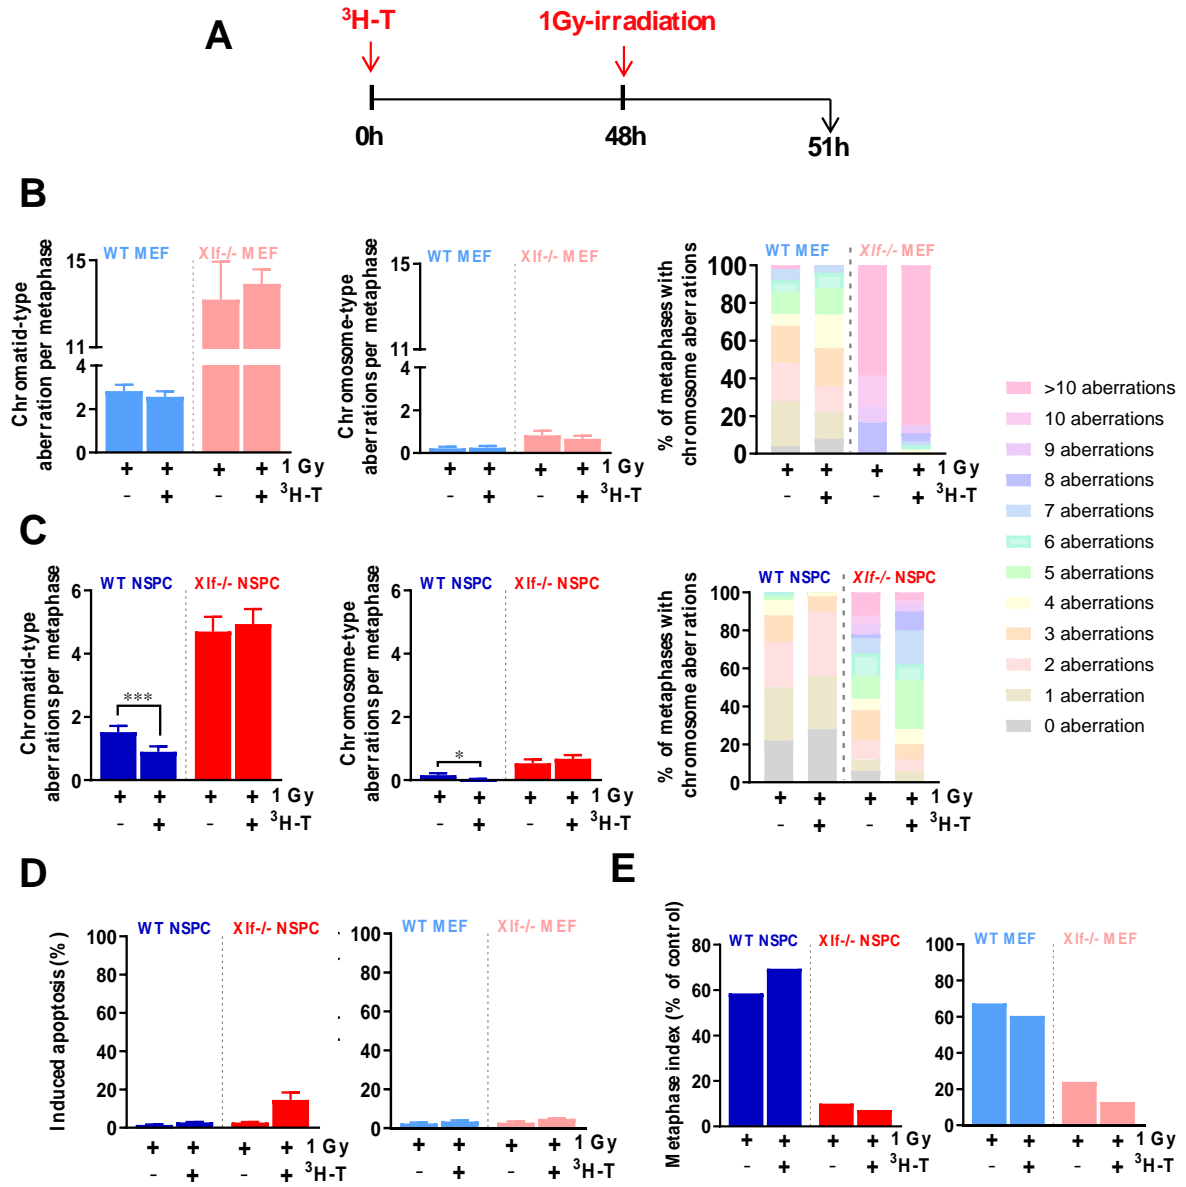 A
³H-T
1Gy-irradiation
0h
48h
51h
B
Chromatid-type
aberration per metaphase
WT MEF
Xlf-/- MEF
15
11
4
2
0
+ + + + 1 Gy
- + - + ³H-T
Chromosome-type
aberrations per metaphase
WT MEF
Xlf-/- MEF
15
11
4
2
0
+ + + + 1 Gy
- + - + ³H-T
% of metaphases with
chromosome aberrations
WT MEF
Xlf-/- MEF
100
80
60
40
20
0
+ + + + 1 Gy
- + - + ³H-T
>10 aberrations
10 aberrations
9 aberrations
8 aberrations
7 aberrations
6 aberrations
5 aberrations
4 aberrations
3 aberrations
2 aberrations
1 aberration
0 aberration
C
Chromatid-type
aberrations per metaphase
WT NSPC
Xlf-/- NSPC
6
4
2
0
***
+ + + + 1 Gy
- + - + ³H-T
Chromosome-type
aberrations per metaphase
WT NSPC
Xlf-/- NSPC
6
4
2
0
*
+ + + + 1 Gy
- + - + ³H-T
% of metaphases with
chromosome aberrations
WT NSPC
Xlf-/- NSPC
100
80
60
40
20
0
+ + + + 1 Gy
- + - + ³H-T
D
Induced apoptosis (%)
WT NSPC
Xlf-/- NSPC
100
80
60
40
20
0
+ + + +
- + - +
WT MEF
Xlf-/- MEF
100
80
60
40
20
0
+ + + + 1 Gy
- + - + ³H-T
E
Metaphase index (% of control)
WT NSPC
Xlf-/- NSPC
80
60
40
20
0
+ + + +
- + - +
WT MEF
Xlf-/- MEF
100
80
60
40
20
0
+ + + + 1 Gy
- + - + ³H-T